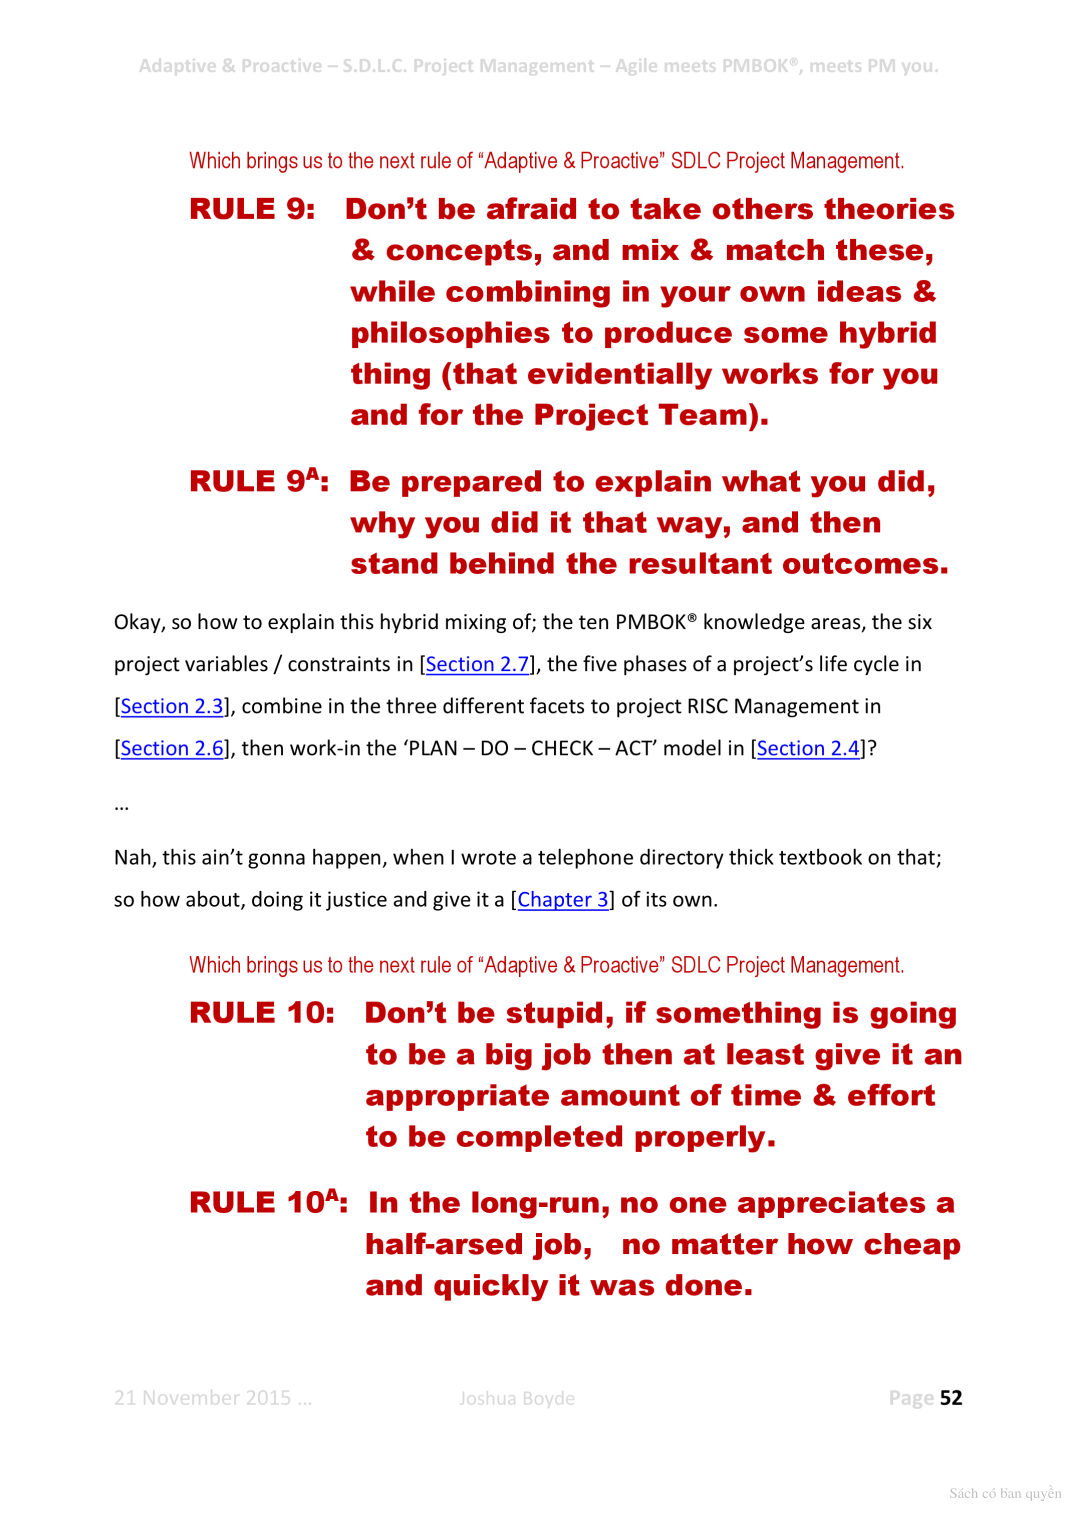 Adaptive & Proactive – S.D.L.C. Project Management – Agile meets PMBOK®, meets PM you.
Which brings us to the next rule of “Adaptive & Proactive” SDLC Project Management.
RULE 9: Don’t be afraid to take others theories
& concepts, and mix & match these,
while combining in your own ideas &
philosophies to produce some hybrid
thing (that evidentially works for you
and for the Project Team).
RULE 9A: Be prepared to explain what you did,
why you did it that way, and then
stand behind the resultant outcomes.
Okay, so how to explain this hybrid mixing of; the ten PMBOK® knowledge areas, the six
project variables / constraints in [Section 2.7], the five phases of a project’s life cycle in
[Section 2.3], combine in the three different facets to project RISC Management in
[Section 2.6], then work-in the ‘PLAN – DO – CHECK – ACT’ model in [Section 2.4]?
…
Nah, this ain’t gonna happen, when I wrote a telephone directory thick textbook on that;
so how about, doing it justice and give it a [Chapter 3] of its own.
Which brings us to the next rule of “Adaptive & Proactive” SDLC Project Management.
RULE 10: Don’t be stupid, if something is going
to be a big job then at least give it an
appropriate amount of time & effort
to be completed properly.
RULE 10A: In the long-run, no one appreciates a
half-arsed job, no matter how cheap
and quickly it was done.
21 November 2015 … Joshua Boyde Page 52
Sách có bản quyền